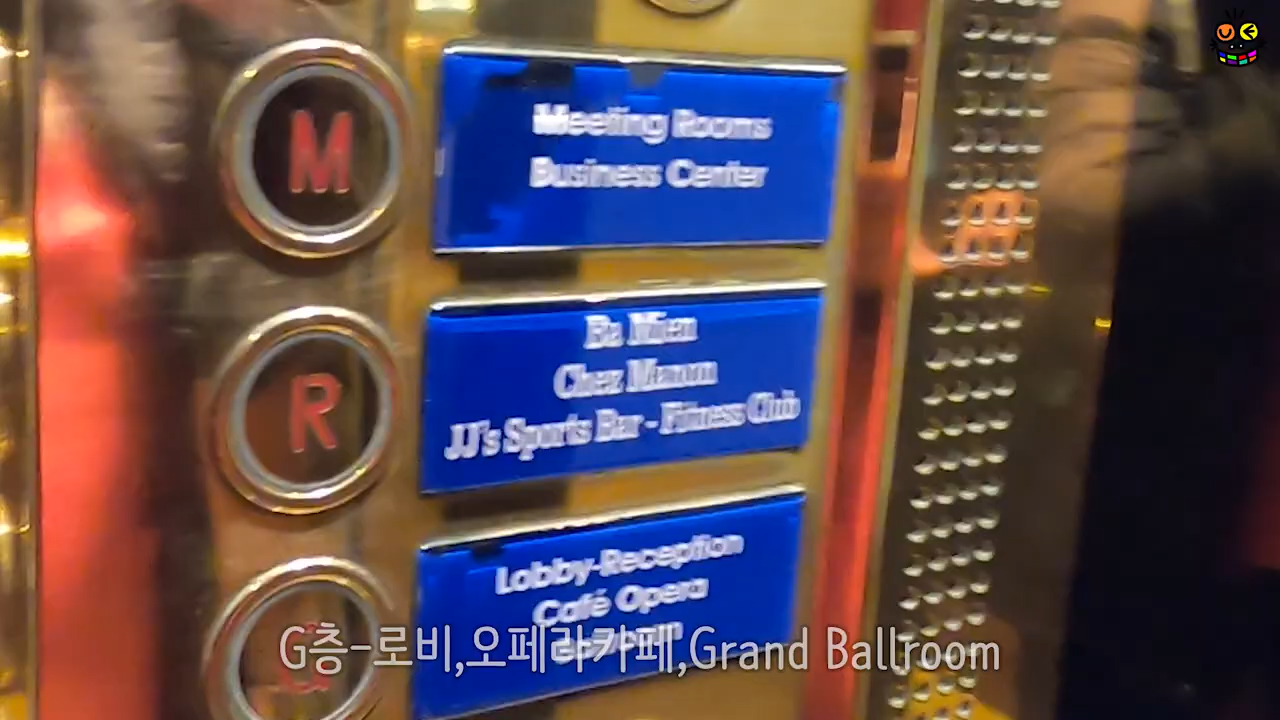 M
Meeting Rooms
Business Center
R
Ba Mien
Chez Manon
JJ's Sports Bar - Fitness Club
G
Lobby-Reception
Café Opera
Ballroom
G층-로비,오페라카페,Grand Ballroom